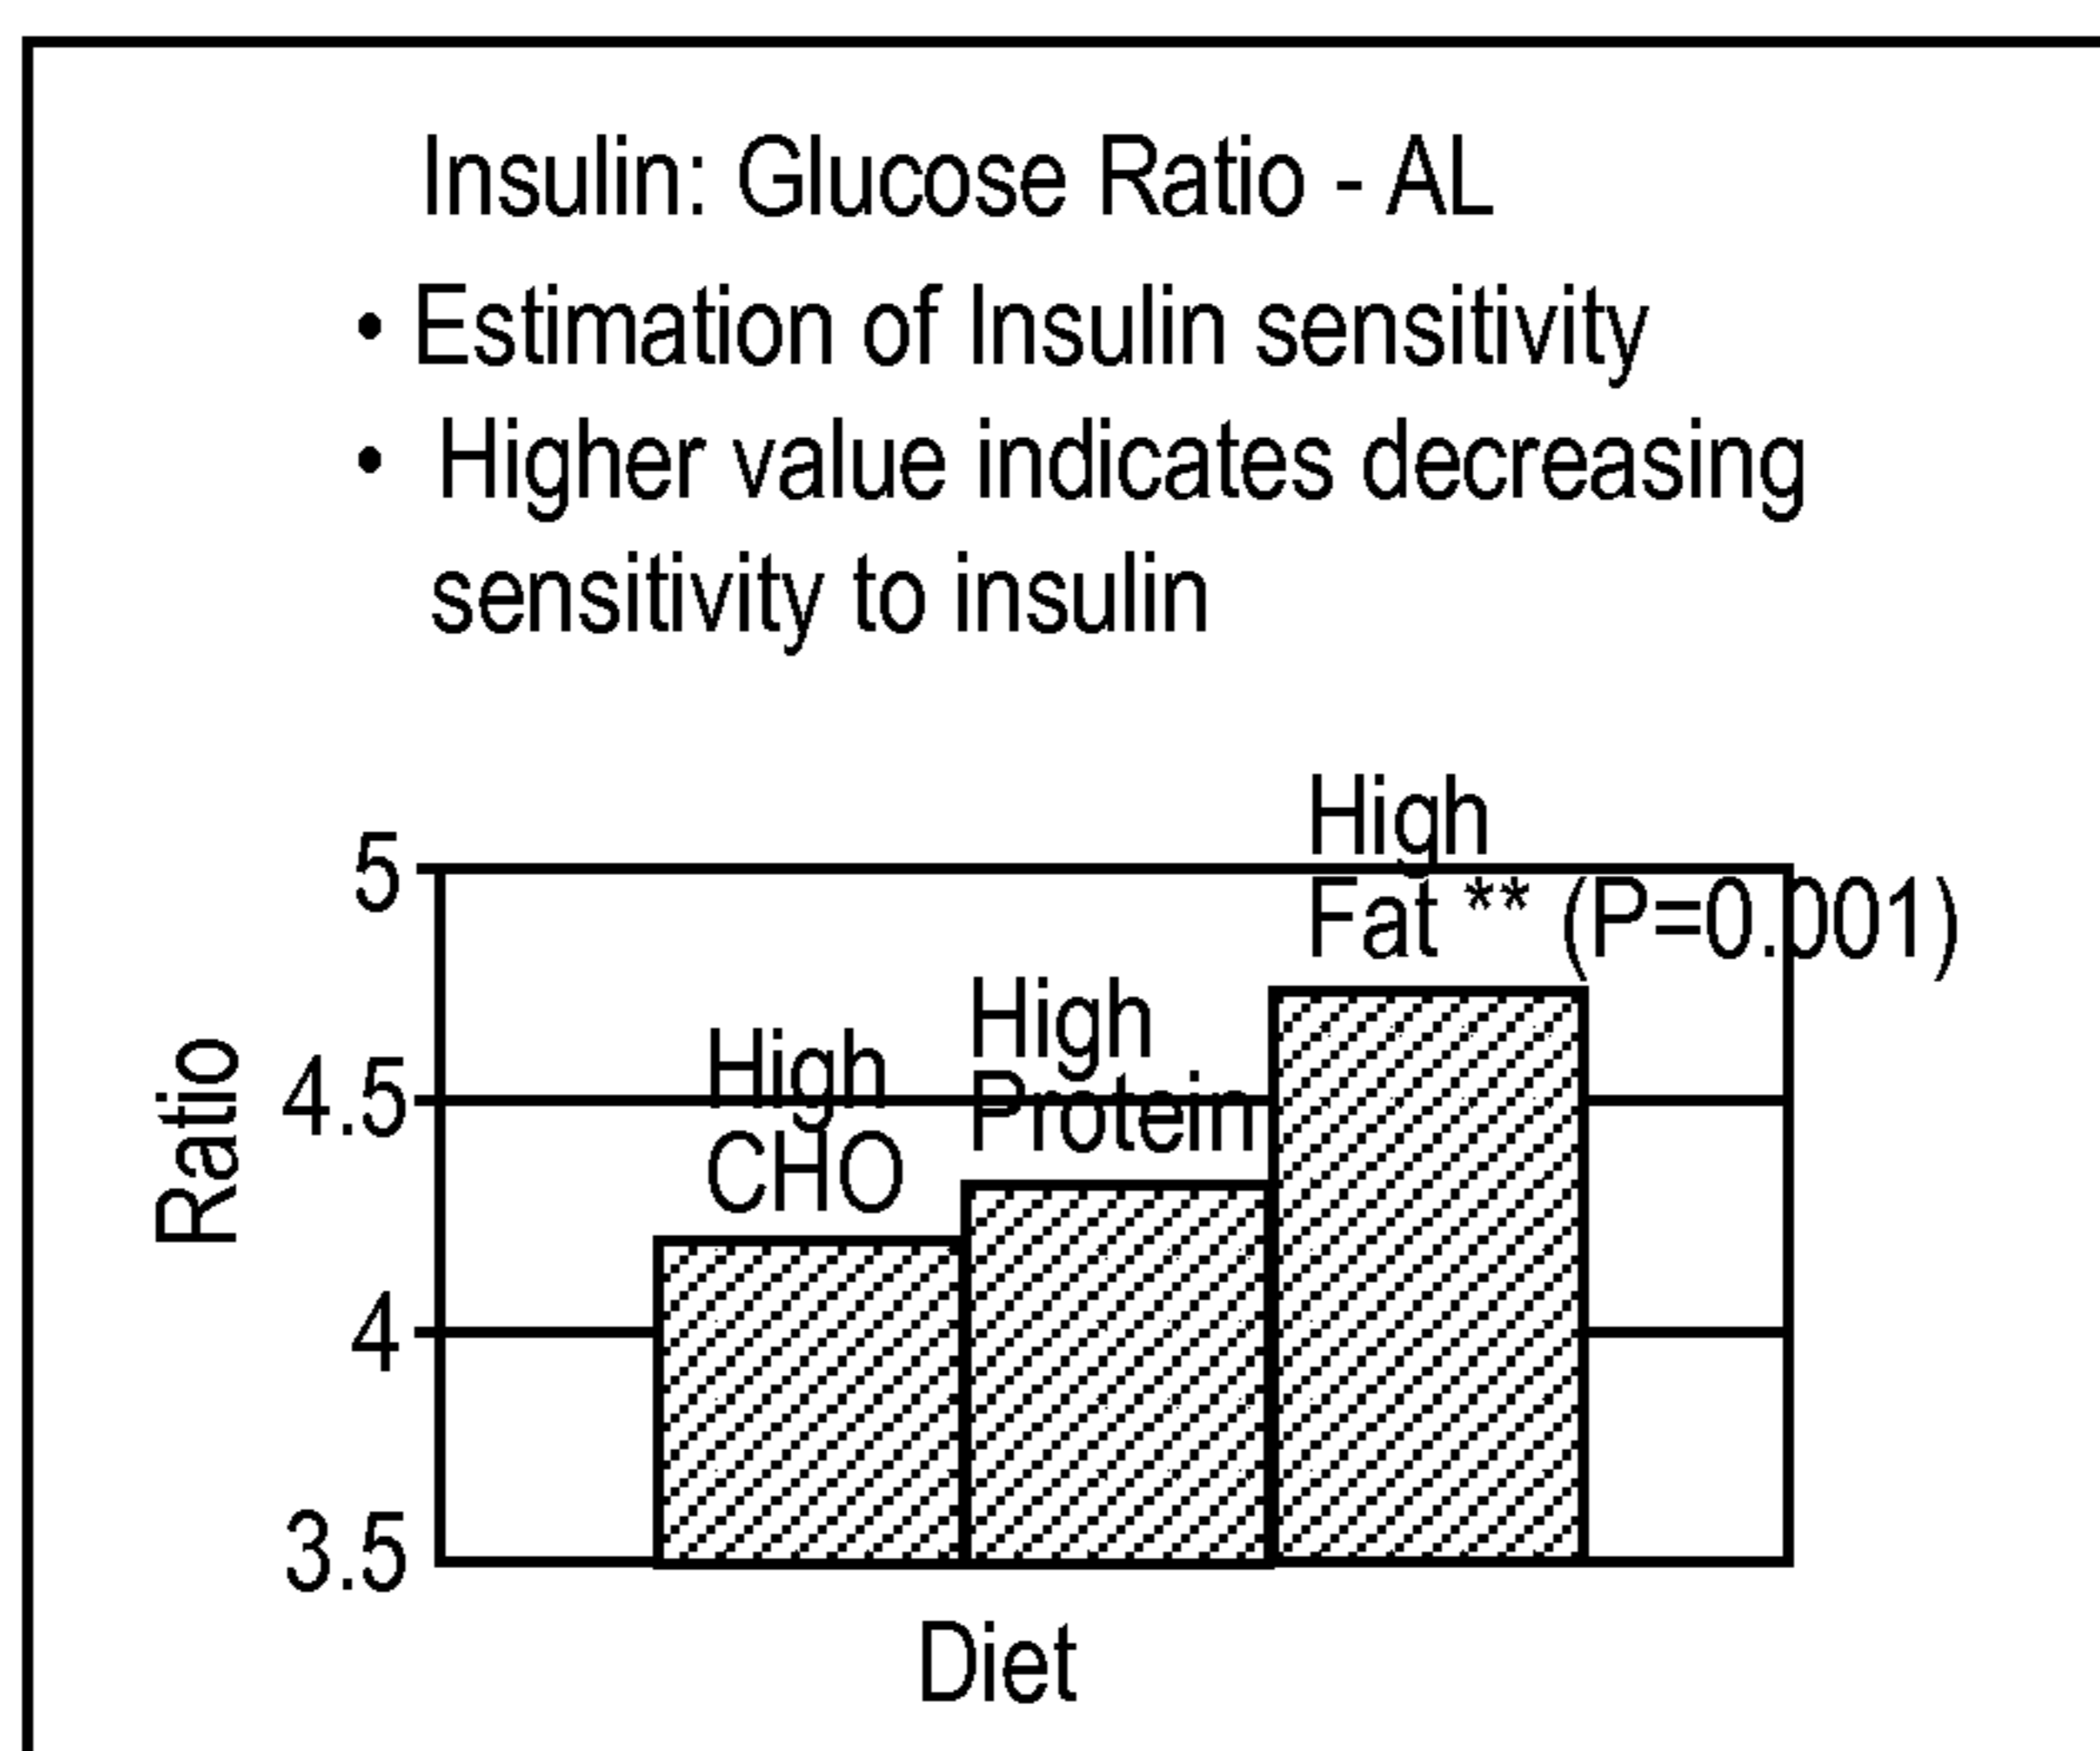 Insulin: Glucose Ratio - AL
• Estimation of Insulin sensitivity
• Higher value indicates decreasing
sensitivity to insulin
High
Fat ** (P=0.001)
High
Protein
High
CHO
5
4.5
4
3.5
Ratio
Diet